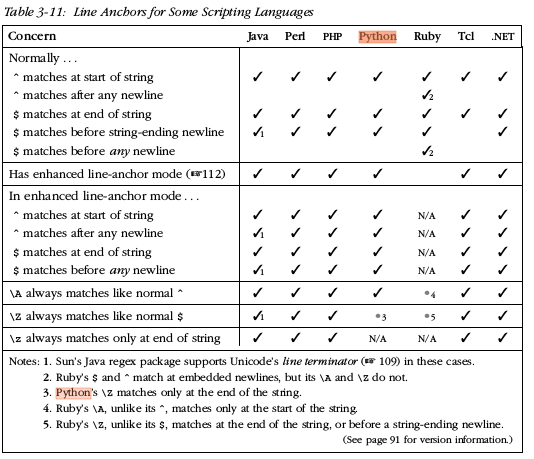 Table 3-11: Line Anchors for Some Scripting Languages
Concern Java Perl PHP Python Ruby Tcl .NET
Normally . . .
^ matches at start of string ✓ ✓ ✓ ✓ ✓ ✓ ✓
^ matches after any newline ✓2
$ matches at end of string ✓ ✓ ✓ ✓ ✓ ✓ ✓
$ matches before string-ending newline ✓1 ✓ ✓ ✓ ✓ ✓
$ matches before any newline ✓2
Has enhanced line-anchor mode (☞112) ✓ ✓ ✓ ✓ ✓ ✓
In enhanced line-anchor mode . . .
^ matches at start of string ✓ ✓ ✓ ✓ N/A ✓ ✓
^ matches after any newline ✓1 ✓ ✓ ✓ N/A ✓ ✓
$ matches at end of string ✓ ✓ ✓ ✓ N/A ✓ ✓
$ matches before any newline ✓1 ✓ ✓ ✓ N/A ✓ ✓
\A always matches like normal ^ ✓ ✓ ✓ ✓ •4 ✓ ✓
\Z always matches like normal $ ✓1 ✓ ✓ •3 •5 ✓ ✓
\z always matches only at end of string ✓ ✓ ✓ N/A N/A ✓ ✓
Notes: 1. Sun's Java regex package supports Unicode's line terminator (☞ 109) in these cases.
2. Ruby's $ and ^ match at embedded newlines, but its \A and \Z do not.
3. Python's \Z matches only at the end of the string.
4. Ruby's \A, unlike its ^, matches only at the start of the string.
5. Ruby's \Z, unlike its $, matches at the end of the string, or before a string-ending newline.
(See page 91 for version information.)